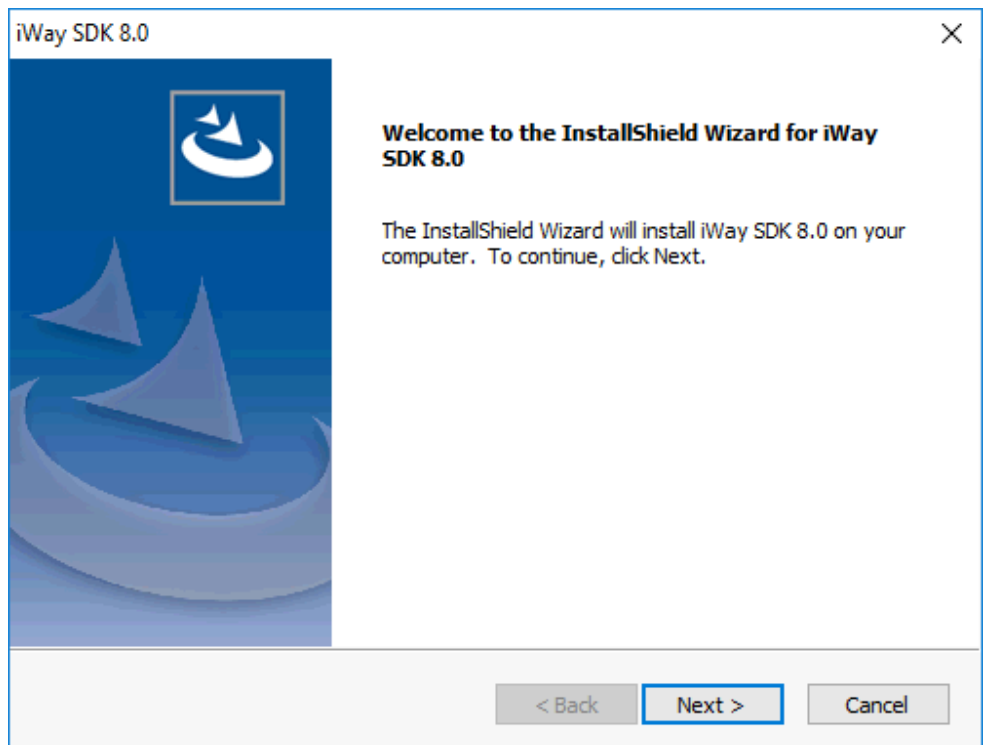 iWay SDK 8.0
Welcome to the InstallShield Wizard for iWay
SDK 8.0
The InstallShield Wizard will install iWay SDK 8.0 on your
computer. To continue, click Next.
< Back
Next >
Cancel